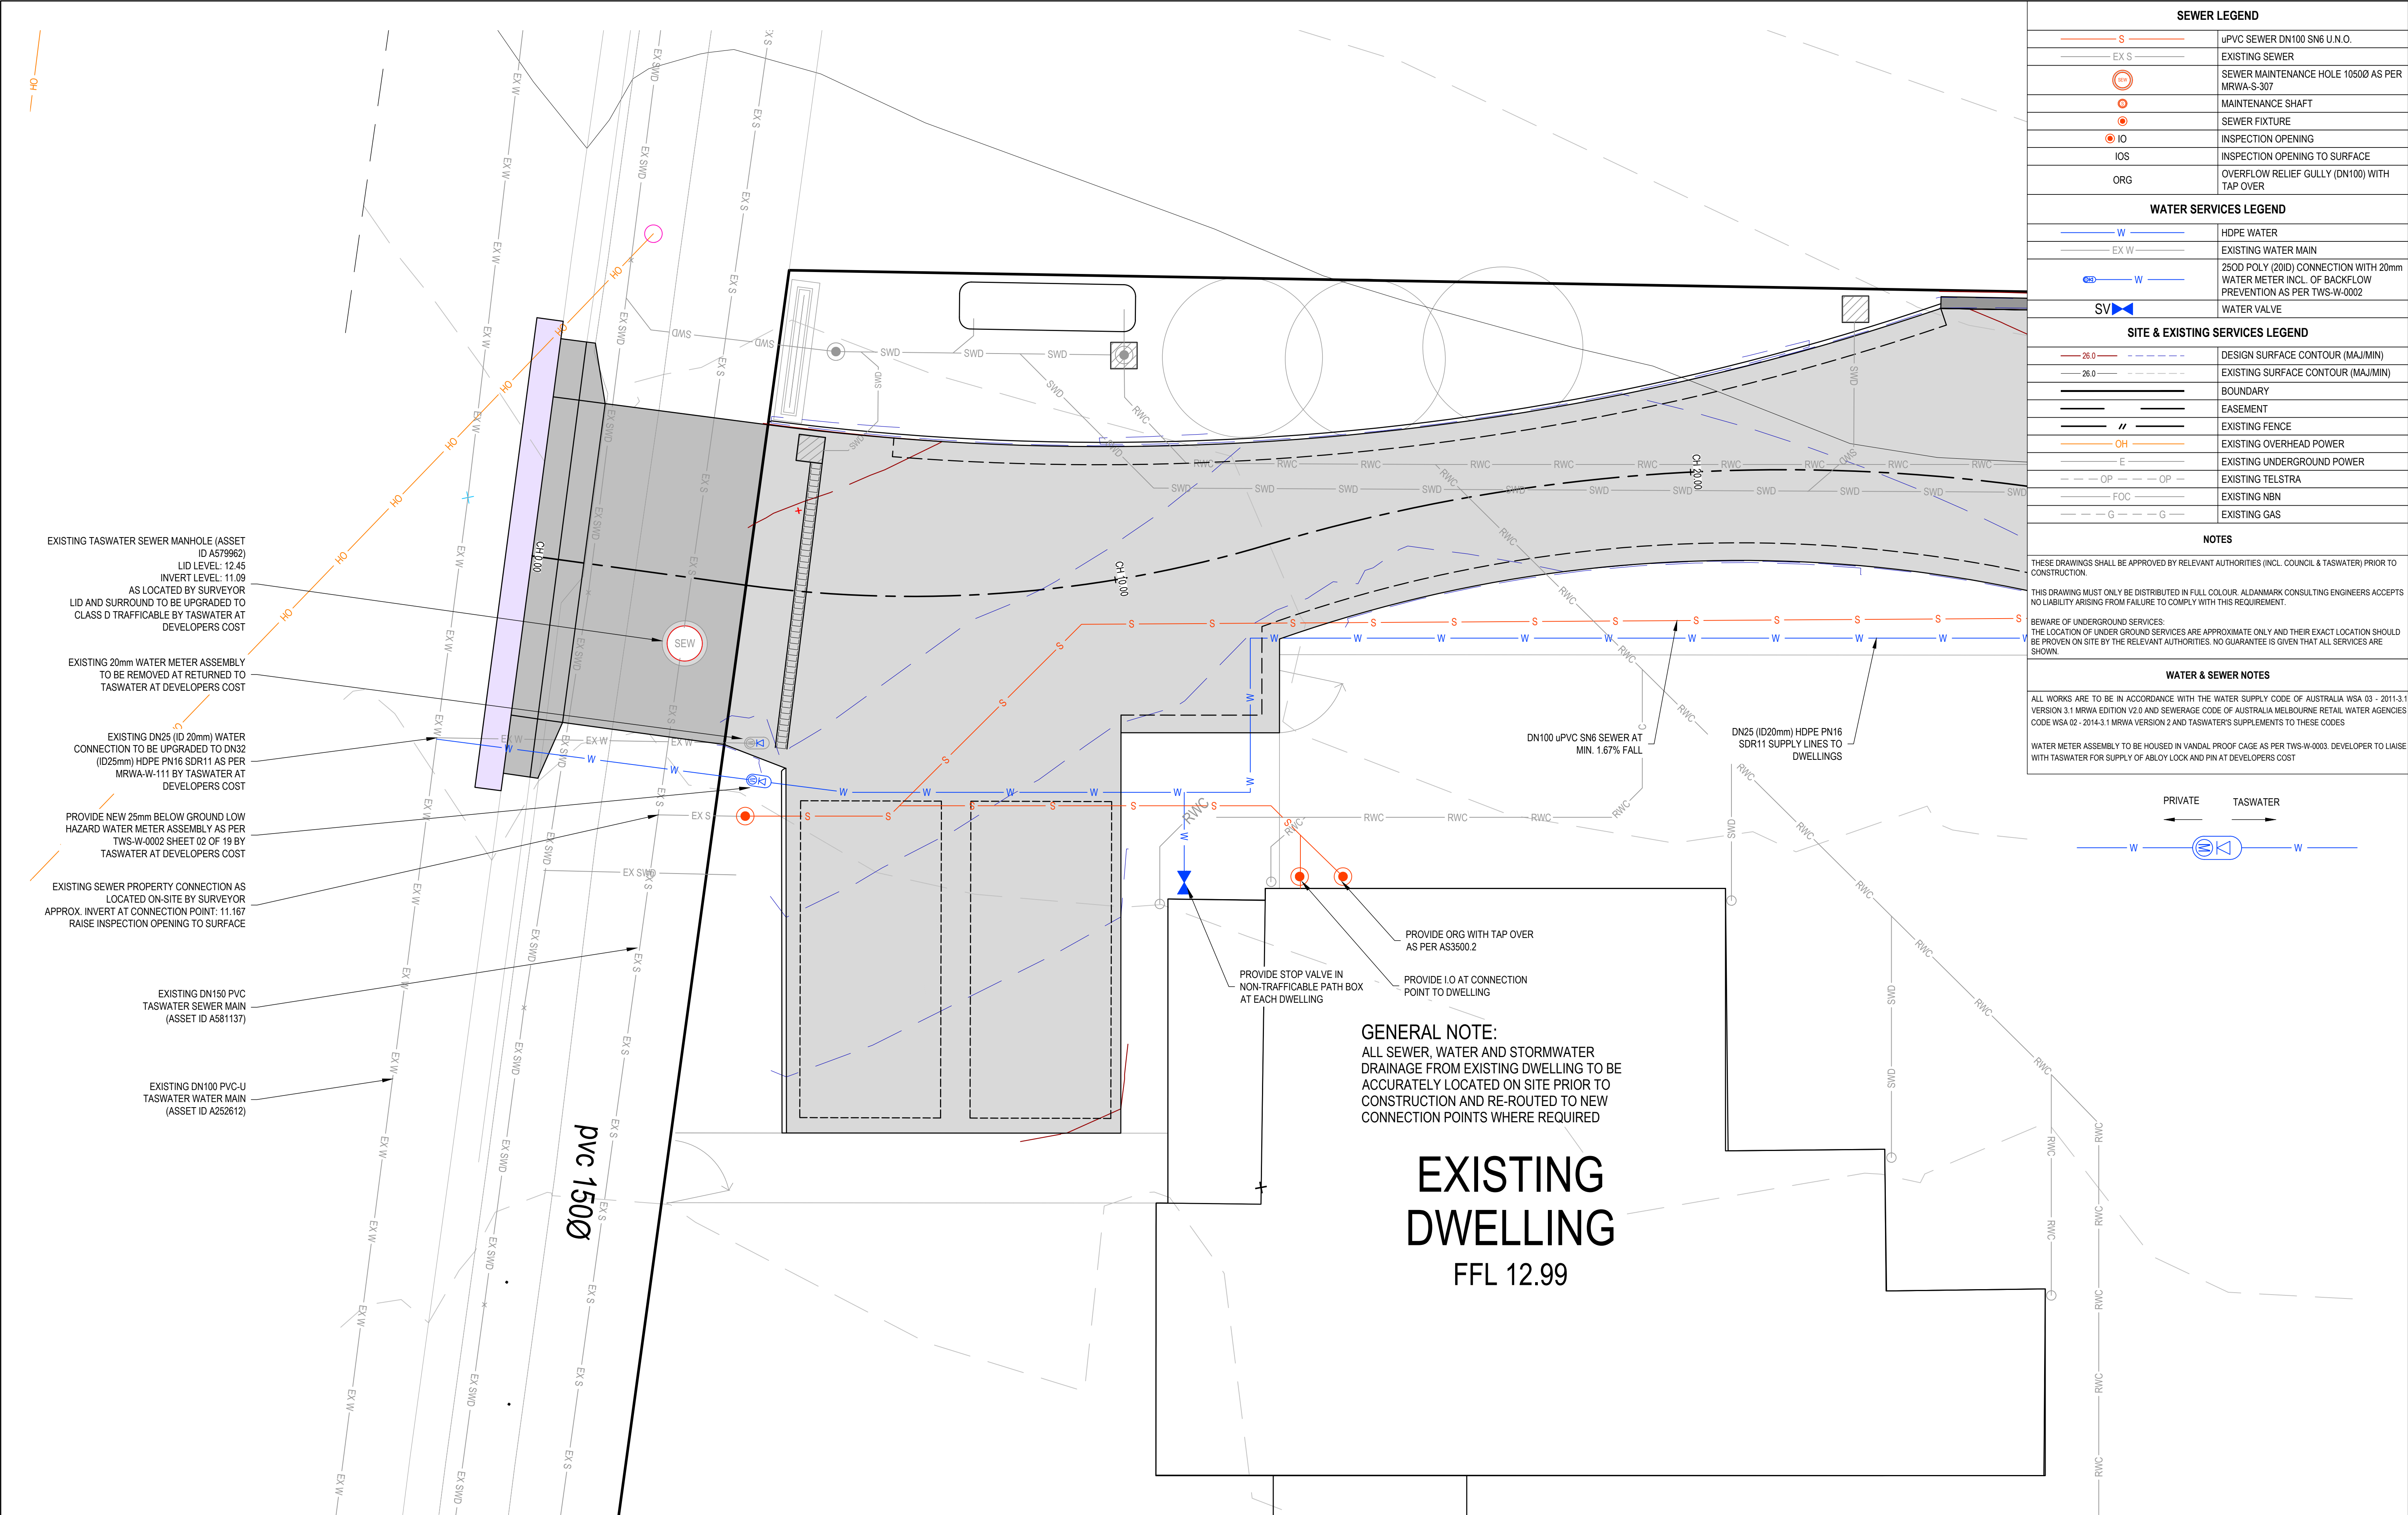 EXISTING TASWATER SEWER MANHOLE (ASSET
ID A579962)
LID LEVEL: 12.45
INVERT LEVEL: 11.09
AS LOCATED BY SURVEYOR
LID AND SURROUND TO BE UPGRADED TO
CLASS D TRAFFICABLE BY TASWATER AT
DEVELOPERS COST
EXISTING 20mm WATER METER ASSEMBLY
TO BE REMOVED AT RETURNED TO
TASWATER AT DEVELOPERS COST
EXISTING DN25 (ID 20mm) WATER
CONNECTION TO BE UPGRADED TO DN32
(ID25mm) HDPE PN16 SDR11 AS PER
MRWA-W-111 BY TASWATER AT
DEVELOPERS COST
PROVIDE NEW 25mm BELOW GROUND LOW
HAZARD WATER METER ASSEMBLY AS PER
TWS-W-0002 SHEET 02 OF 19 BY
TASWATER AT DEVELOPERS COST
EXISTING SEWER PROPERTY CONNECTION AS
LOCATED ON-SITE BY SURVEYOR
APPROX. INVERT AT CONNECTION POINT: 11.167
RAISE INSPECTION OPENING TO SURFACE
EXISTING DN150 PVC
TASWATER SEWER MAIN
(ASSET ID A581137)
EXISTING DN100 PVC-U
TASWATER WATER MAIN
(ASSET ID A252612)
pvc 150Ø
SEW
CH 0.00
CH 10.00
CH 20.00
DN100 uPVC SN6 SEWER AT
MIN. 1.67% FALL
DN25 (ID20mm) HDPE PN16
SDR11 SUPPLY LINES TO
DWELLINGS
PROVIDE ORG WITH TAP OVER
AS PER AS3500.2
PROVIDE I.O AT CONNECTION
POINT TO DWELLING
PROVIDE STOP VALVE IN
NON-TRAFFICABLE PATH BOX
AT EACH DWELLING
GENERAL NOTE:
ALL SEWER, WATER AND STORMWATER
DRAINAGE FROM EXISTING DWELLING TO BE
ACCURATELY LOCATED ON SITE PRIOR TO
CONSTRUCTION AND RE-ROUTED TO NEW
CONNECTION POINTS WHERE REQUIRED
EXISTING
DWELLING
FFL 12.99
SEWER LEGEND
S uPVC SEWER DN100 SN6 U.N.O.
EX S EXISTING SEWER
SEW SEWER MAINTENANCE HOLE 1050Ø AS PER
MRWA-S-307
MAINTENANCE SHAFT
SEWER FIXTURE
IO INSPECTION OPENING
IOS INSPECTION OPENING TO SURFACE
ORG OVERFLOW RELIEF GULLY (DN100) WITH
TAP OVER
WATER SERVICES LEGEND
W HDPE WATER
EX W EXISTING WATER MAIN
W 25OD POLY (20ID) CONNECTION WITH 20mm
WATER METER INCL. OF BACKFLOW
PREVENTION AS PER TWS-W-0002
SV WATER VALVE
SITE & EXISTING SERVICES LEGEND
26.0 DESIGN SURFACE CONTOUR (MAJ/MIN)
26.0 EXISTING SURFACE CONTOUR (MAJ/MIN)
BOUNDARY
EASEMENT
EXISTING FENCE
OH EXISTING OVERHEAD POWER
E EXISTING UNDERGROUND POWER
OP OP EXISTING TELSTRA
FOC EXISTING NBN
G G EXISTING GAS
NOTES
THESE DRAWINGS SHALL BE APPROVED BY RELEVANT AUTHORITIES (INCL. COUNCIL & TASWATER) PRIOR TO
CONSTRUCTION.
THIS DRAWING MUST ONLY BE DISTRIBUTED IN FULL COLOUR. ALDANMARK CONSULTING ENGINEERS ACCEPTS
NO LIABILITY ARISING FROM FAILURE TO COMPLY WITH THIS REQUIREMENT.
BEWARE OF UNDERGROUND SERVICES:
THE LOCATION OF UNDER GROUND SERVICES ARE APPROXIMATE ONLY AND THEIR EXACT LOCATION SHOULD
BE PROVEN ON SITE BY THE RELEVANT AUTHORITIES. NO GUARANTEE IS GIVEN THAT ALL SERVICES ARE
SHOWN.
WATER & SEWER NOTES
ALL WORKS ARE TO BE IN ACCORDANCE WITH THE WATER SUPPLY CODE OF AUSTRALIA WSA 03 - 2011-3.1
VERSION 3.1 MRWA EDITION V2.0 AND SEWERAGE CODE OF AUSTRALIA MELBOURNE RETAIL WATER AGENCIES
CODE WSA 02 - 2014-3.1 MRWA VERSION 2 AND TASWATER'S SUPPLEMENTS TO THESE CODES
WATER METER ASSEMBLY TO BE HOUSED IN VANDAL PROOF CAGE AS PER TWS-W-0003. DEVELOPER TO LIAISE
WITH TASWATER FOR SUPPLY OF ABLOY LOCK AND PIN AT DEVELOPERS COST
PRIVATE TASWATER
W M W